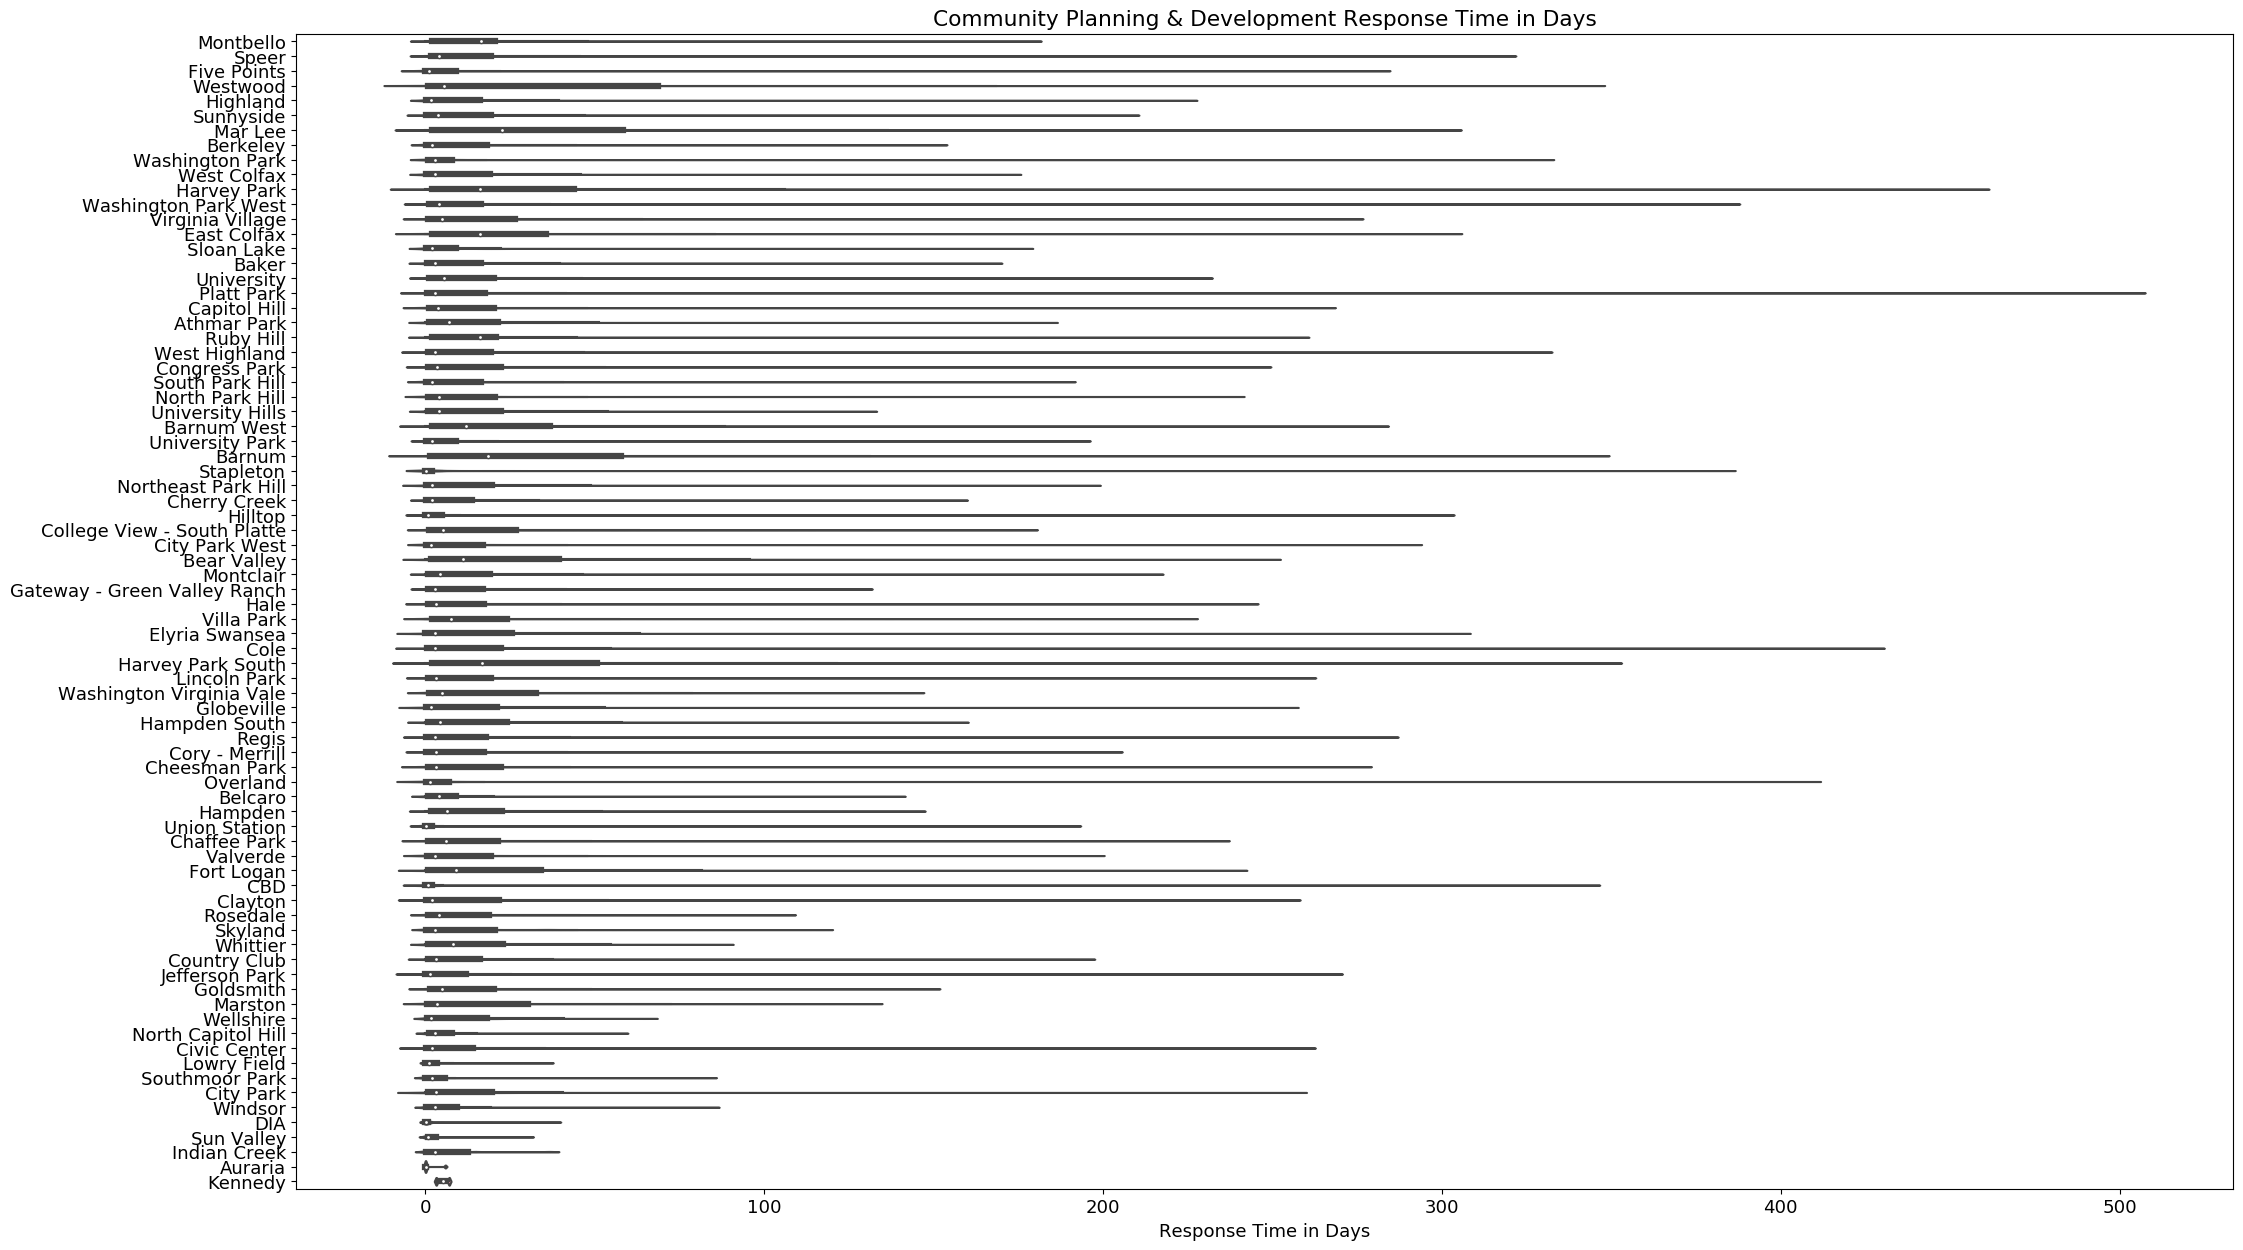 Community Planning & Development Response Time in Days
Montbello
Speer
Five Points
Westwood
Highland
Sunnyside
Mar Lee
Berkeley
Washington Park
West Colfax
Harvey Park
Washington Park West
Virginia Village
East Colfax
Sloan Lake
Baker
University
Platt Park
Capitol Hill
Athmar Park
Ruby Hill
West Highland
Congress Park
South Park Hill
North Park Hill
University Hills
Barnum West
University Park
Barnum
Stapleton
Northeast Park Hill
Cherry Creek
Hilltop
College View - South Platte
City Park West
Bear Valley
Montclair
Gateway - Green Valley Ranch
Hale
Villa Park
Elyria Swansea
Cole
Harvey Park South
Lincoln Park
Washington Virginia Vale
Globeville
Hampden South
Regis
Cory - Merrill
Cheesman Park
Overland
Belcaro
Hampden
Union Station
Chaffee Park
Valverde
Fort Logan
CBD
Clayton
Rosedale
Skyland
Whittier
Country Club
Jefferson Park
Goldsmith
Marston
Wellshire
North Capitol Hill
Civic Center
Lowry Field
Southmoor Park
City Park
Windsor
DIA
Sun Valley
Indian Creek
Auraria
Kennedy
0 100 200 300 400 500
Response Time in Days